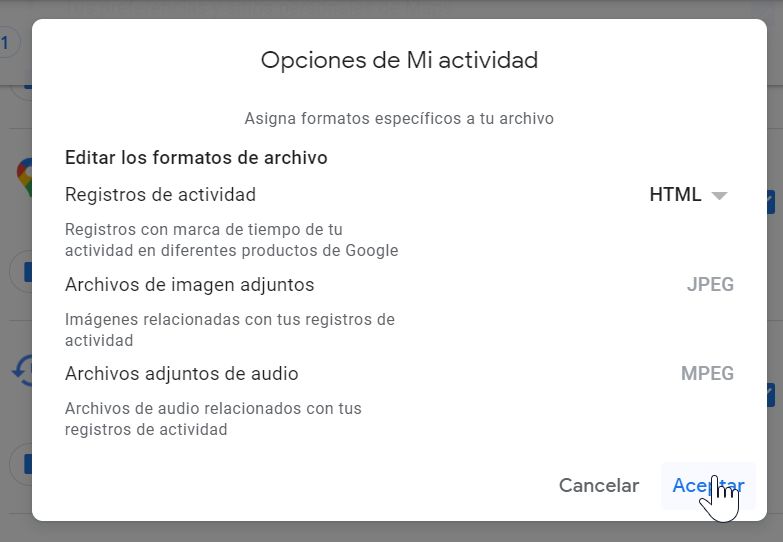 1
Opciones de Mi actividad
Asigna formatos específicos a tu archivo
Editar los formatos de archivo
Registros de actividad HTML
Registros con marca de tiempo de tu
actividad en diferentes productos de Google
Archivos de imagen adjuntos JPEG
Imágenes relacionadas con tus registros de
actividad
Archivos adjuntos de audio MPEG
Archivos de audio relacionados con tus
registros de actividad
Cancelar Aceptar